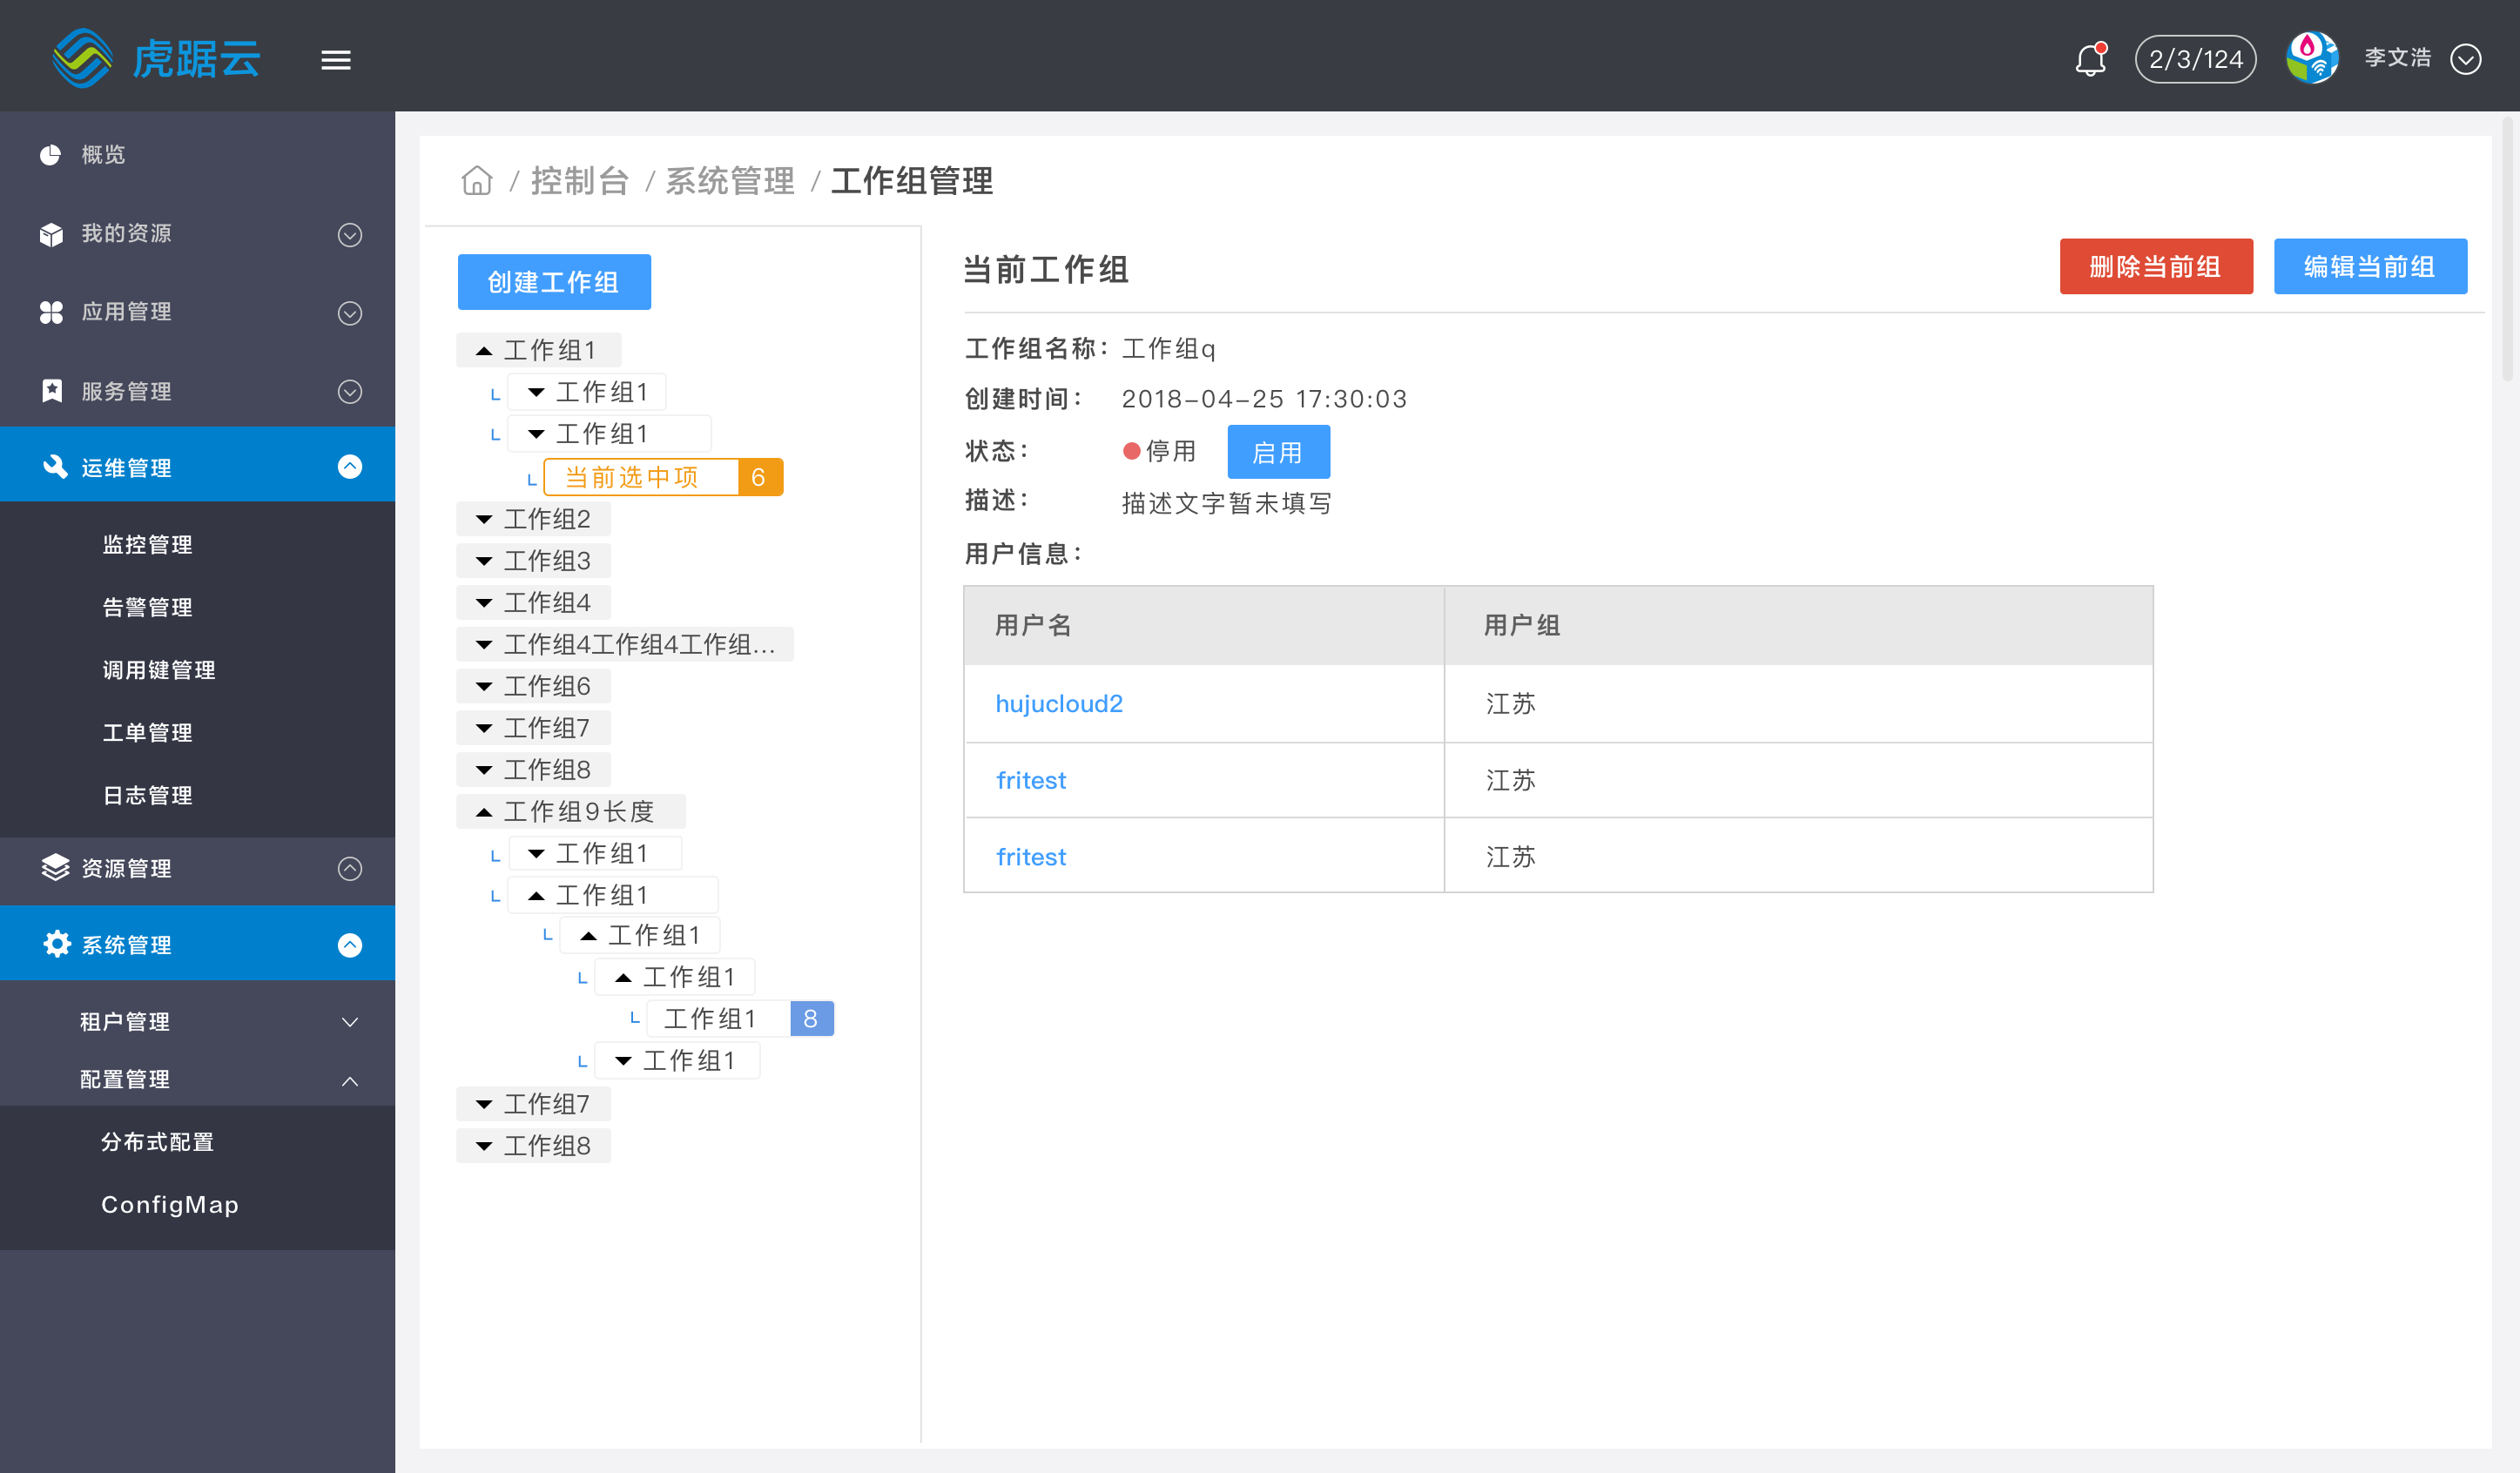 虎踞云
2/3/124
李文浩
概览
我的资源
应用管理
服务管理
运维管理
监控管理
告警管理
调用键管理
工单管理
日志管理
资源管理
系统管理
租户管理
配置管理
分布式配置
ConfigMap
/ 控制台 / 系统管理 / 工作组管理
创建工作组
工作组1
工作组1
工作组1
当前选中项 6
工作组2
工作组3
工作组4
工作组4工作组4工作组...
工作组6
工作组7
工作组8
工作组9长度
工作组1
工作组1
工作组1
工作组1
工作组1 8
工作组1
工作组7
工作组8
当前工作组
删除当前组
编辑当前组
工作组名称：工作组q
创建时间： 2018-04-25 17:30:03
状态： 停用 启用
描述： 描述文字暂未填写
用户信息：
用户名 用户组
hujucloud2 江苏
fritest 江苏
fritest 江苏